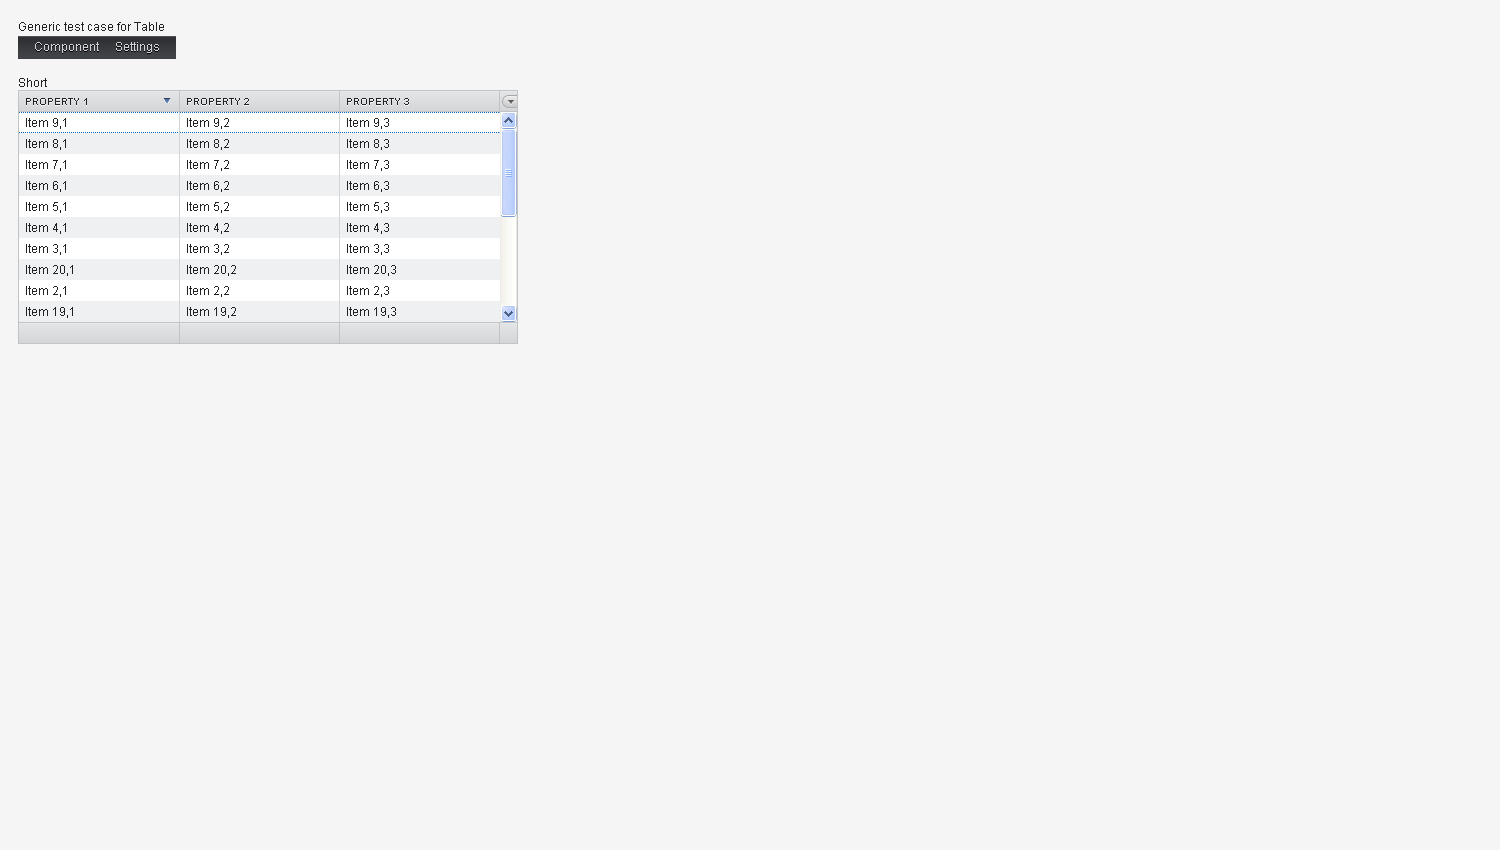 Generic test case for Table
Component Settings
Short
PROPERTY 1 PROPERTY 2 PROPERTY 3
Item 9,1 Item 9,2 Item 9,3
Item 8,1 Item 8,2 Item 8,3
Item 7,1 Item 7,2 Item 7,3
Item 6,1 Item 6,2 Item 6,3
Item 5,1 Item 5,2 Item 5,3
Item 4,1 Item 4,2 Item 4,3
Item 3,1 Item 3,2 Item 3,3
Item 20,1 Item 20,2 Item 20,3
Item 2,1 Item 2,2 Item 2,3
Item 19,1 Item 19,2 Item 19,3